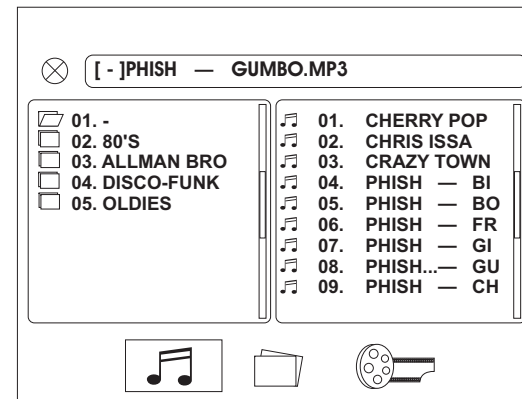 [ - ]PHISH — GUMBO.MP3
01. -
02. 80'S
03. ALLMAN BRO
04. DISCO-FUNK
05. OLDIES
01. CHERRY POP
02. CHRIS ISSA
03. CRAZY TOWN
04. PHISH — BI
05. PHISH — BO
06. PHISH — FR
07. PHISH — GI
08. PHISH...— GU
09. PHISH — CH